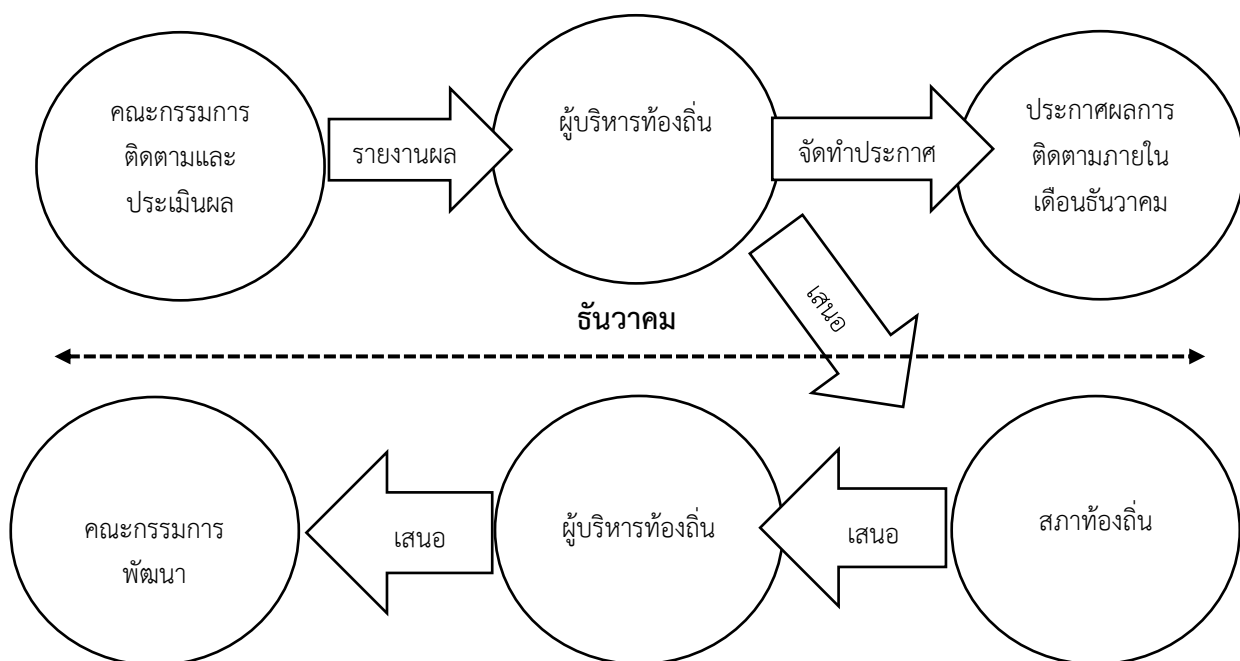 คณะกรรมการ
ติดตามและ
ประเมินผล
รายงานผล
ผู้บริหารท้องถิ่น
จัดทำประกาศ
ประกาศผลการ
ติดตามภายใน
เดือนธันวาคม
เสนอ
ธันวาคม
คณะกรรมการ
พัฒนา
เสนอ
ผู้บริหารท้องถิ่น
เสนอ
สภาท้องถิ่น